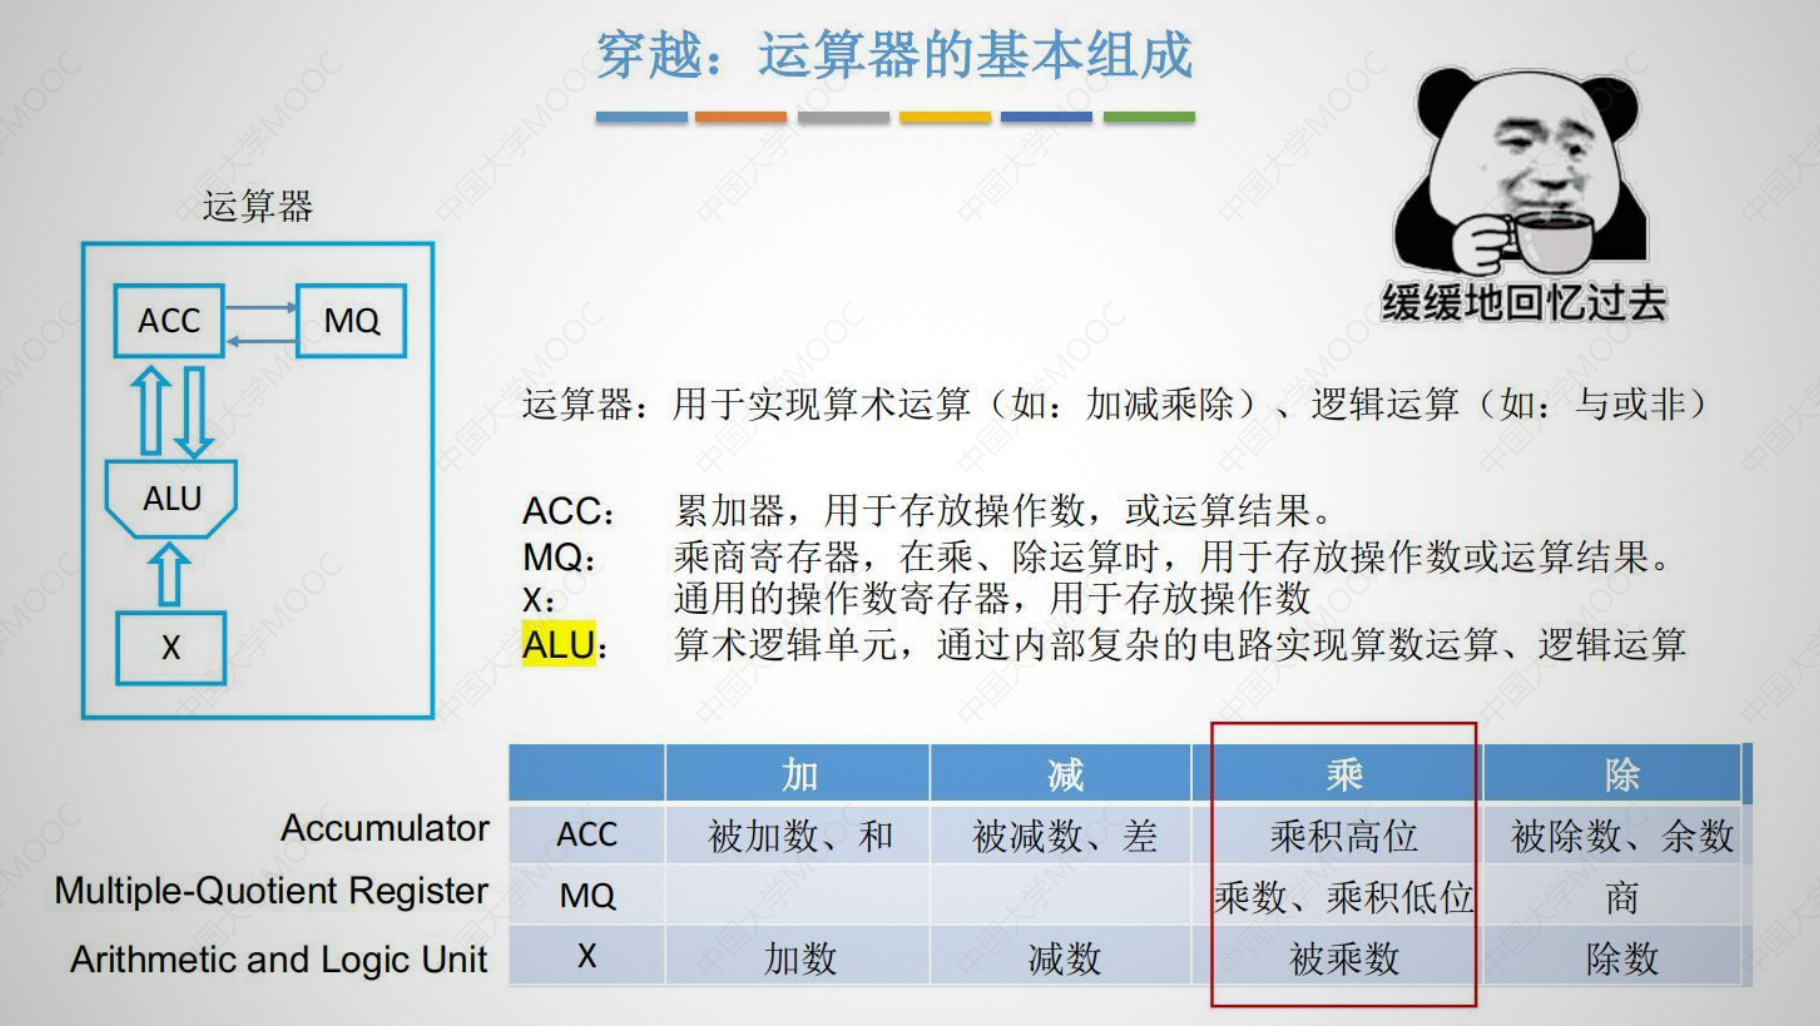 穿越：运算器的基本组成
缓缓地回忆过去
运算器
ACC
MQ
ALU
X
运算器：用于实现算术运算（如：加减乘除）、逻辑运算（如：与或非）
ACC： 累加器，用于存放操作数，或运算结果。
MQ： 乘商寄存器，在乘、除运算时，用于存放操作数或运算结果。
X： 通用的操作数寄存器，用于存放操作数
ALU： 算术逻辑单元，通过内部复杂的电路实现算数运算、逻辑运算
加 减 乘 除
Accumulator ACC 被加数、和 被减数、差 乘积高位 被除数、余数
Multiple-Quotient Register MQ 乘数、乘积低位 商
Arithmetic and Logic Unit X 加数 减数 被乘数 除数
中国大学MOOC